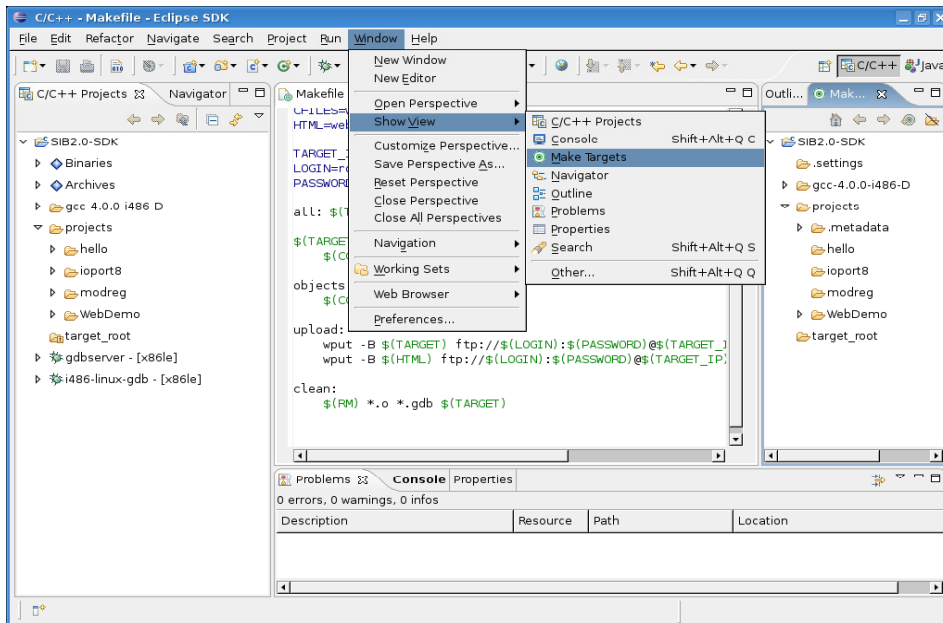 C/C++ - Makefile - Eclipse SDK
File Edit Refactor Navigate Search Project Run Window Help
C/C++ Java
C/C++ Projects Navigator
SIB2.0-SDK
Binaries
Archives
gcc 4.0.0 i486 D
projects
hello
ioport8
modreg
WebDemo
target_root
gdbserver - [x86le]
i486-linux-gdb - [x86le]
Makefile
CFILES=
HTML=web
TARGET_I
LOGIN=ro
PASSWORD
all: $(T
$(TARGE
$(CO
objects
$(CO
upload:
wput -B $(TARGET) ftp://$(LOGIN):$(PASSWORD)@$(TARGET_I
wput -B $(HTML) ftp://$(LOGIN):$(PASSWORD)@$(TARGET_IP)
clean:
$(RM) *.o *.gdb $(TARGET)
New Window
New Editor
Open Perspective
Show View
Customize Perspective...
Save Perspective As...
Reset Perspective
Close Perspective
Close All Perspectives
Navigation
Working Sets
Web Browser
Preferences...
C/C++ Projects
Console Shift+Alt+Q C
Make Targets
Navigator
Outline
Problems
Properties
Search Shift+Alt+Q S
Other... Shift+Alt+Q Q
Outli... Mak...
SIB2.0-SDK
.settings
gcc-4.0.0-i486-D
projects
.metadata
hello
ioport8
modreg
WebDemo
target_root
Problems Console Properties
0 errors, 0 warnings, 0 infos
Description Resource Path Location